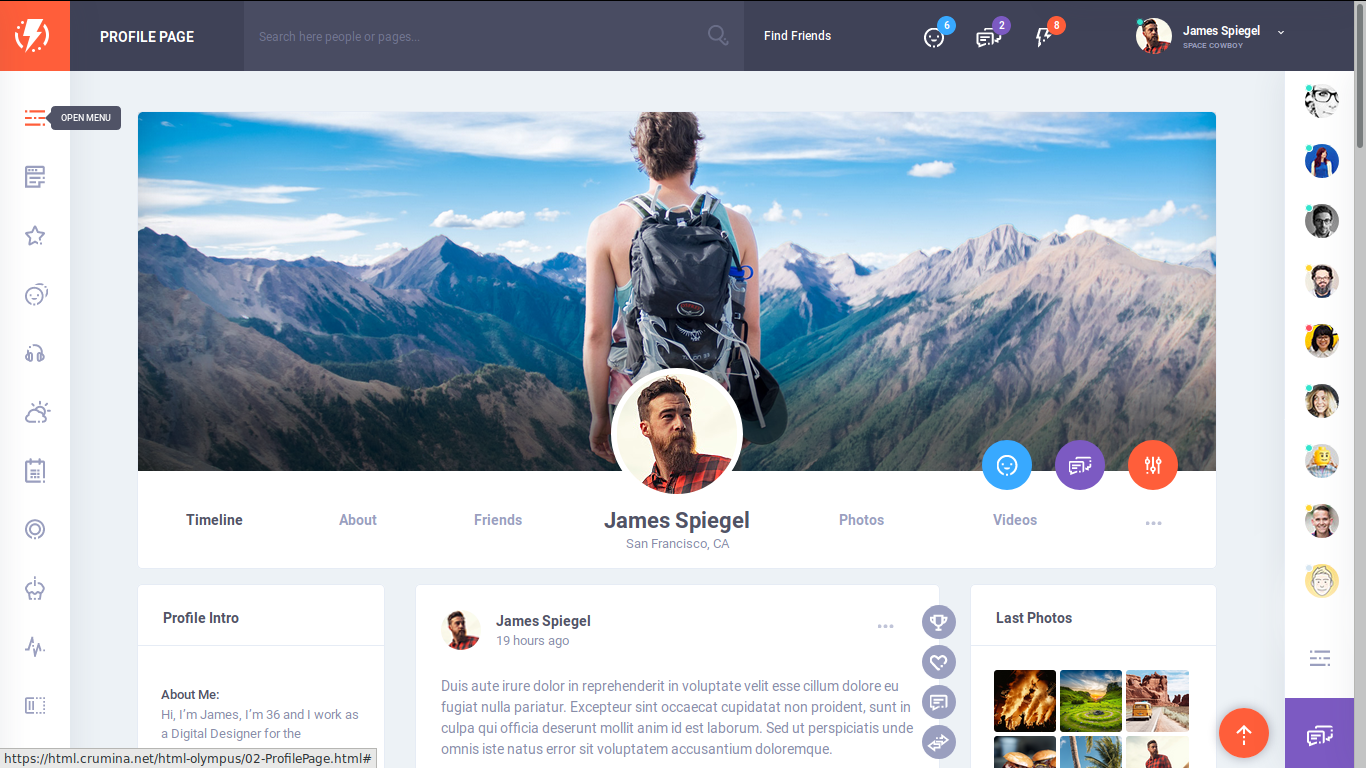 PROFILE PAGE
Search here people or pages...
Find Friends
6
2
8
James Spiegel
SPACE COWBOY
OPEN MENU
Timeline
About
Friends
James Spiegel
San Francisco, CA
Photos
Videos
Profile Intro
About Me:
Hi, I’m James, I’m 36 and I work as
a Digital Designer for the
James Spiegel
19 hours ago
Duis aute irure dolor in reprehenderit in voluptate velit esse cillum dolore eu
fugiat nulla pariatur. Excepteur sint occaecat cupidatat non proident, sunt in
culpa qui officia deserunt mollit anim id est laborum. Sed ut perspiciatis unde
omnis iste natus error sit voluptatem accusantium doloremque.
Last Photos
https://html.crumina.net/html-olympus/02-ProfilePage.html#